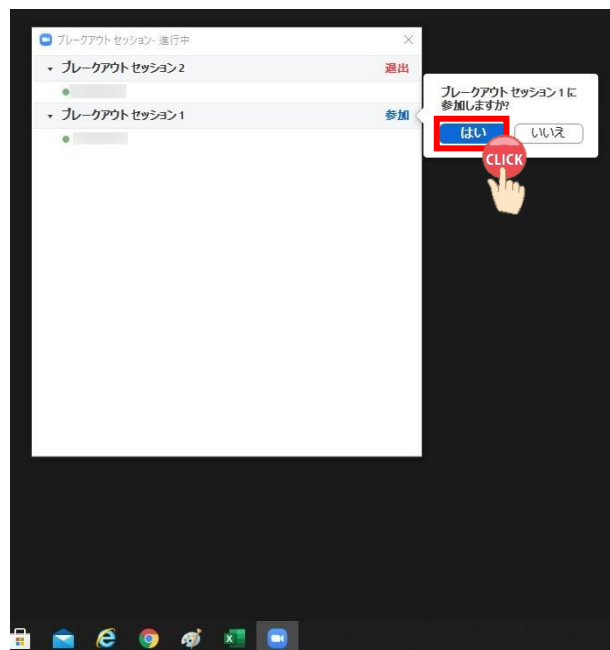 ブレークアウト セッション - 進行中
ブレークアウト セッション 2
退出
ブレークアウト セッション 1
参加
ブレークアウト セッション 1 に
参加しますか?
はい
いいえ
CLICK